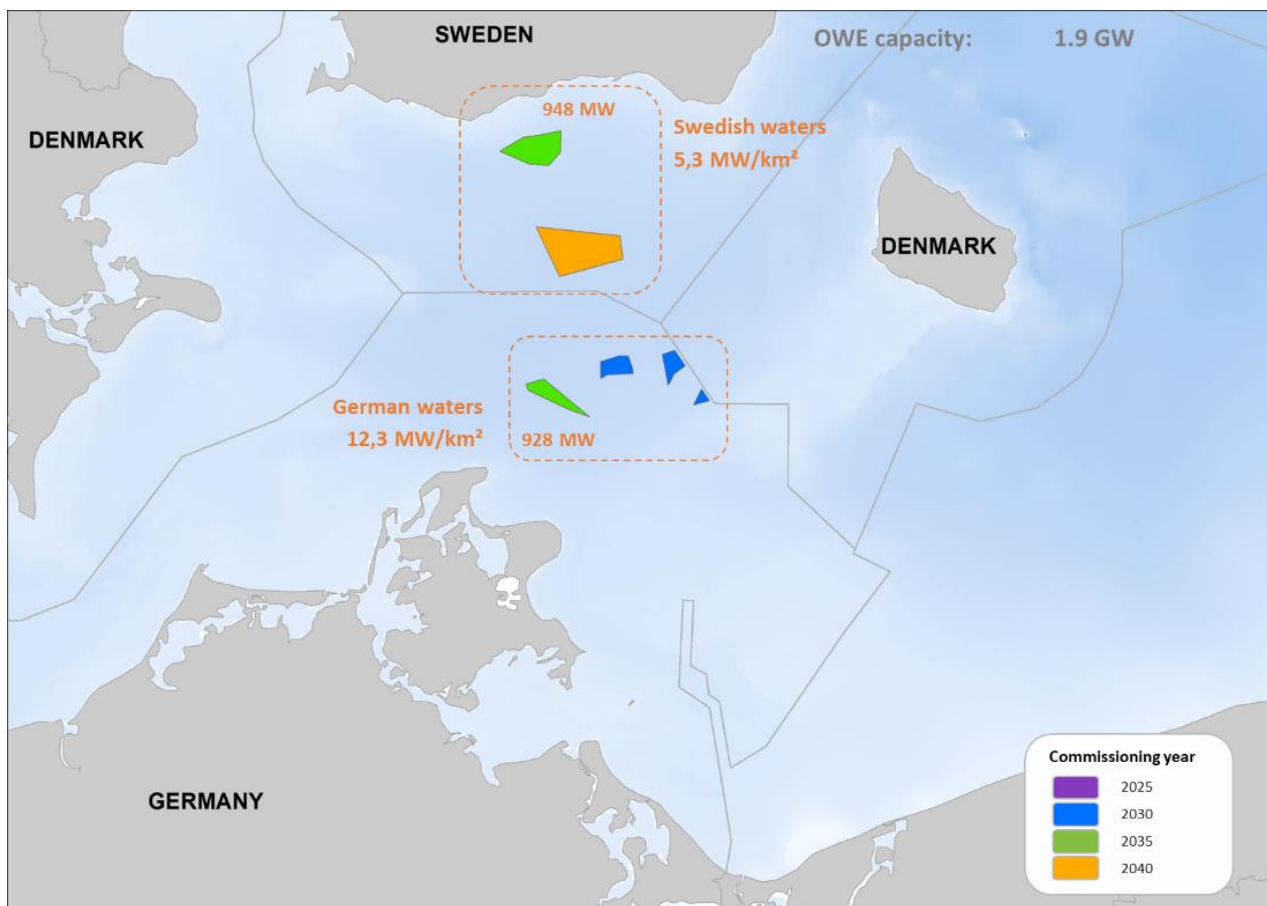 SWEDEN
OWE capacity: 1.9 GW
DENMARK
948 MW
Swedish waters
5,3 MW/km²
DENMARK
German waters
12,3 MW/km²
928 MW
GERMANY
Commissioning year
2025
2030
2035
2040